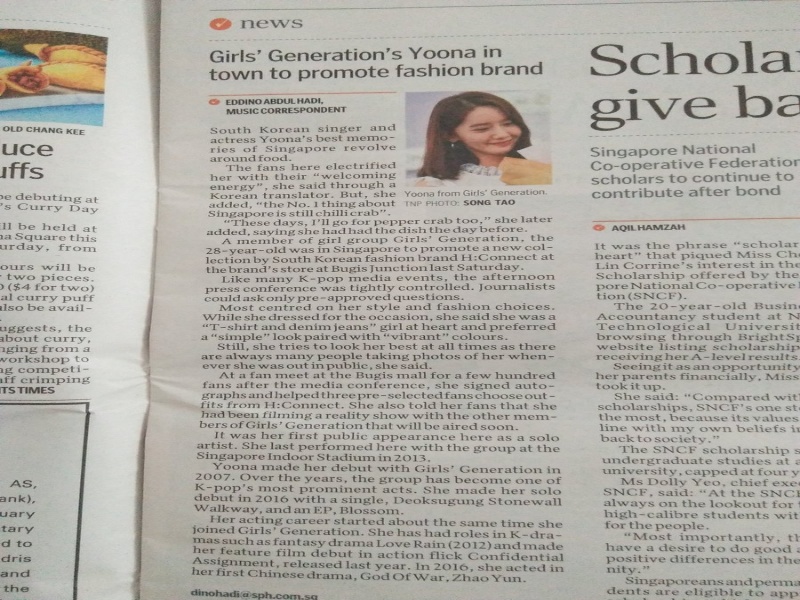 OLD CHANG KEE
uce
uffs
be debuting at
's Curry Day
ll be held at
na Square this
urday, from
ours will be
two pieces.
0 ($4 for two)
al curry puff
lso be avail-
uggests, the
about curry,
nging from a
workshop to
ng competi-
uff crimping
ITS TIMES
AS,
ank),
uary
tary
d to
dris
and
the
news
Girls' Generation's Yoona in
town to promote fashion brand
EDDINO ABDUL HADI,
MUSIC CORRESPONDENT
South Korean singer and
actress Yoona's best memo-
ries of Singapore revolve
around food.
The fans here electrified
her with their "welcoming
energy", she said through a
Korean translator. But, she
added, "the No. 1 thing about
Singapore is still chilli crab".
"These days, I'll go for pepper crab too," she later
added, saying she had had the dish the day before.
A member of girl group Girls' Generation, the
28-year-old was in Singapore to promote a new col-
lection by South Korean fashion brand H:Connect at
the brand's store at Bugis Junction last Saturday.
Like many K-pop media events, the afternoon
press conference was tightly controlled. Journalists
could ask only pre-approved questions.
Most centred on her style and fashion choices.
While she dressed for the occasion, she said she was a
"T-shirt and denim jeans" girl at heart and preferred
a "simple" look paired with "vibrant" colours.
Still, she tries to look her best at all times as there
are always many people taking photos of her when-
ever she was out in public, she said.
At a fan meet at the Bugis mall for a few hundred
fans after the media conference, she signed auto-
graphs and helped three pre-selected fans choose out-
fits from H:Connect. She also told her fans that she
had been filming a reality show with the other mem-
bers of Girls' Generation that will be aired soon.
It was her first public appearance here as a solo
artist. She last performed here with the group at the
Singapore Indoor Stadium in 2013.
Yoona made her debut with Girls' Generation in
2007. Over the years, the group has become one of
K-pop's most prominent acts. She made her solo
debut in 2016 with a single, Deoksugung Stonewall
Walkway, and an EP, Blossom.
Her acting career started about the same time she
joined Girls' Generation. She has had roles in K-dra-
mas such as fantasy drama Love Rain (2012) and made
her feature film debut in action flick Confidential
Assignment, released last year. In 2016, she acted in
her first Chinese drama, God Of War, Zhao Yun.
dinohadi@sph.com.sg
Yoona from Girls' Generation.
TNP PHOTO: SONG TAO
Schola
give ba
Singapore National
Co-operative Federation
scholars to continue to
contribute after bond
AQIL HAMZAH
It was the phrase "scholar
heart" that piqued Miss Che
Lin Corrine's interest in the
Scholarship offered by the
pore National Co-operative
tion (SNCF).
The 20-year-old Busin
Accountancy student at N
Technological Universit
browsing through BrightSp
website listing scholarship
receiving her A-level results.
Seeing it as an opportunity
her parents financially, Miss
took it up.
She said: "Compared wit
scholarships, SNCF's one sto
the most, because its values
line with my own beliefs in
back to society."
The SNCF scholarship s
undergraduate studies at a
university, capped at four y
Ms Dolly Yeo, chief exe
SNCF, said: "At the SNC
always on the lookout for
high-calibre students wit
for the people.
"Most importantly, th
have a desire to do good a
positive differences in the
nity."
Singaporeans and perma
dents are eligible to app